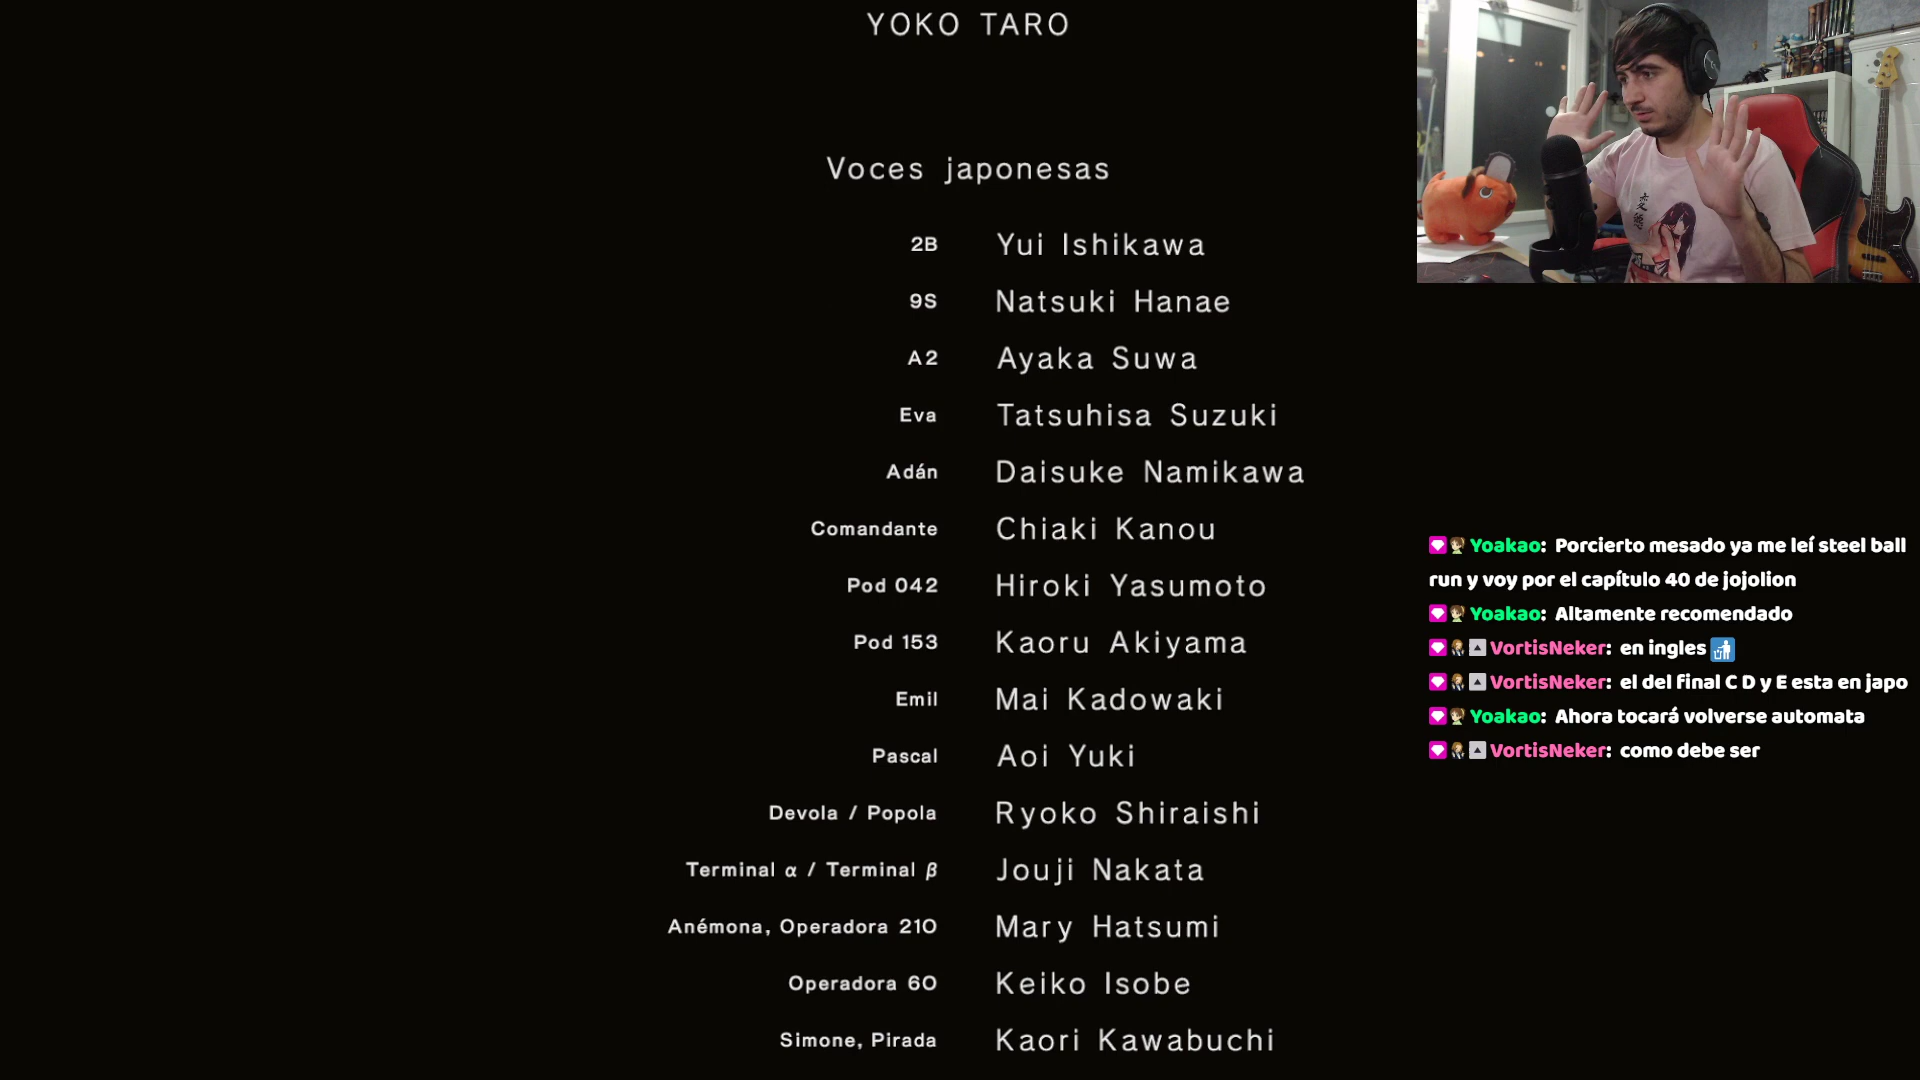 YOKO TARO
Voces japonesas
2B Yui Ishikawa
9S Natsuki Hanae
A2 Ayaka Suwa
Eva Tatsuhisa Suzuki
Adán Daisuke Namikawa
Comandante Chiaki Kanou
Pod 042 Hiroki Yasumoto
Pod 153 Kaoru Akiyama
Emil Mai Kadowaki
Pascal Aoi Yuki
Devola / Popola Ryoko Shiraishi
Terminal α / Terminal β Jouji Nakata
Anémona, Operadora 21O Mary Hatsumi
Operadora 6O Keiko Isobe
Simone, Pirada Kaori Kawabuchi
Yoakao: Porcierto mesado ya me leí steel ball
run y voy por el capítulo 40 de jojolion
Yoakao: Altamente recomendado
VortisNeker: en ingles
VortisNeker: el del final C D y E esta en japo
Yoakao: Ahora tocará volverse automata
VortisNeker: como debe ser